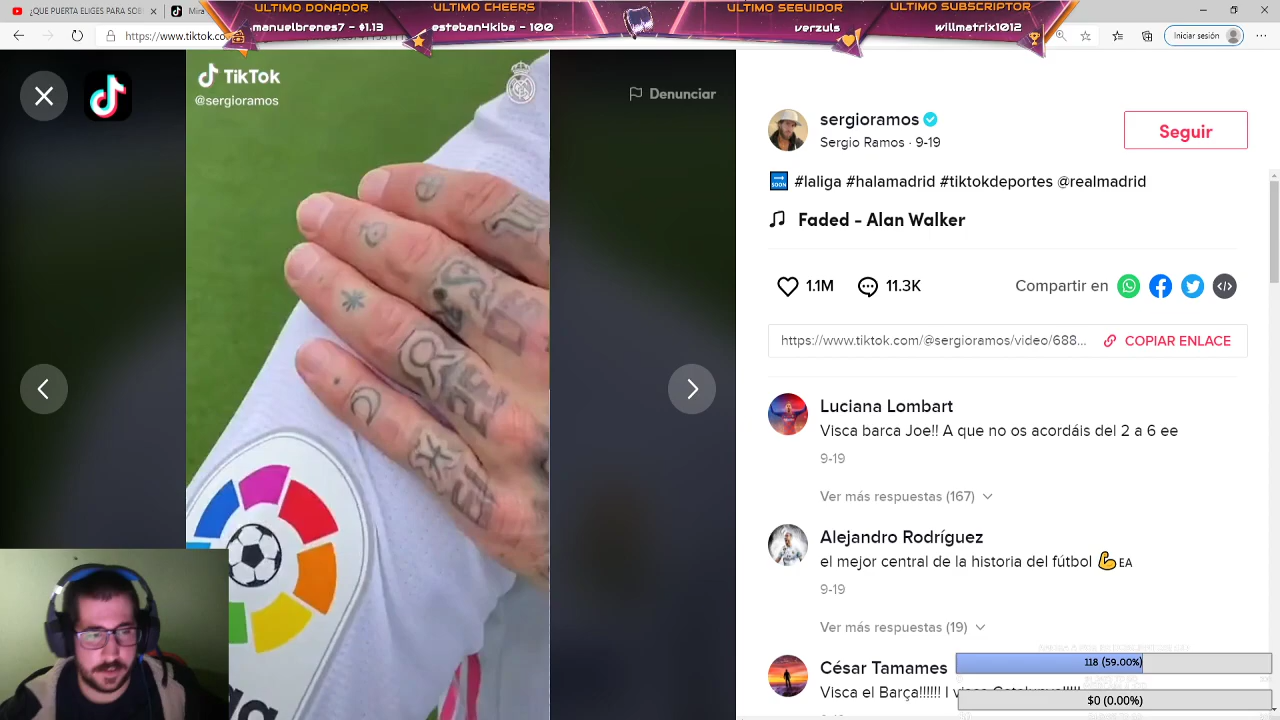 ULTIMO DONADOR
manuelbrenes7 - $1.13
ULTIMO CHEERS
esteban4kiba - 100
ULTIMO SEGUIDOR
verzuls
ULTIMO SUBSCRIPTOR
willmatrix1012
https://www.tiktok.co
Iniciar sesión
TikTok
@sergioramos
Denunciar
sergioramos
Sergio Ramos · 9-19
Seguir
#laliga #halamadrid #tiktokdeportes @realmadrid
Faded - Alan Walker
1.1M
11.3K
Compartir en
https://www.tiktok.com/@sergioramos/video/688...
COPIAR ENLACE
Luciana Lombart
Visca barca Joe!! A que no os acordáis del 2 a 6 ee
9-19
Ver más respuestas (167)
Alejandro Rodríguez
el mejor central de la historia del fútbol 💪EA
9-19
Ver más respuestas (19)
César Tamames
Visca el Barça!!!!!! I
118 (59.00%)
$0 (0.00%)